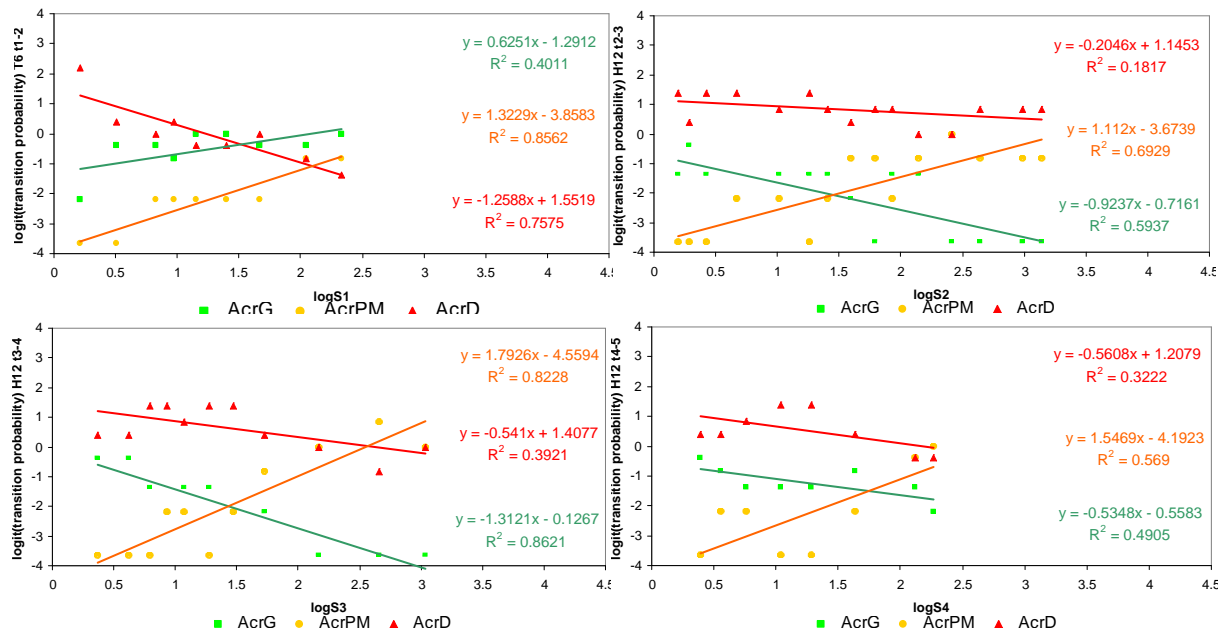 logit(transition probability) T6 t1-2
4
3
2
1
0
-1
-2
-3
-4
0
0.5
1
1.5
2
2.5
3
3.5
4
4.5
y = 0.6251x - 1.2912
R² = 0.4011
y = 1.3229x - 3.8583
R² = 0.8562
y = -1.2588x + 1.5519
R² = 0.7575
logS1
AcrG AcrPM AcrD
logit(transition probability) H12 t2-3
4
3
2
1
0
-1
-2
-3
-4
0
0.5
1
1.5
2
2.5
3
3.5
4
4.5
y = -0.2046x + 1.1453
R² = 0.1817
y = 1.112x - 3.6739
R² = 0.6929
y = -0.9237x - 0.7161
R² = 0.5937
logS2
AcrG AcrPM AcrD
logit(transition probability) H12 t3-4
4
3
2
1
0
-1
-2
-3
-4
0
0.5
1
1.5
2
2.5
3
3.5
4
4.5
y = 1.7926x - 4.5594
R² = 0.8228
y = -0.541x + 1.4077
R² = 0.3921
y = -1.3121x - 0.1267
R² = 0.8621
logS3
AcrG AcrPM AcrD
logit(transition probability) H12 t4-5
4
3
2
1
0
-1
-2
-3
-4
0
0.5
1
1.5
2
2.5
3
3.5
4
4.5
y = -0.5608x + 1.2079
R² = 0.3222
y = 1.5469x - 4.1923
R² = 0.569
y = -0.5348x - 0.5583
R² = 0.4905
logS4
AcrG AcrPM AcrD